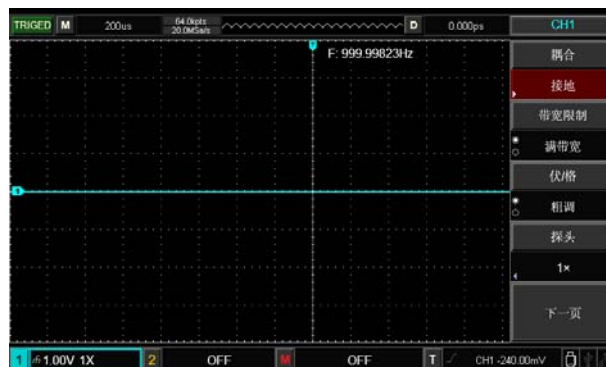 TRIGED M 200us 64.0kpts D 0.000ps CH1
20.0MSa/s
F: 999.99823Hz
耦合
接地
带宽限制
满带宽
伏/格
粗调
探头
1×
下一页
1
1 1.00V 1X 2 OFF M OFF T CH1 -240.00mV